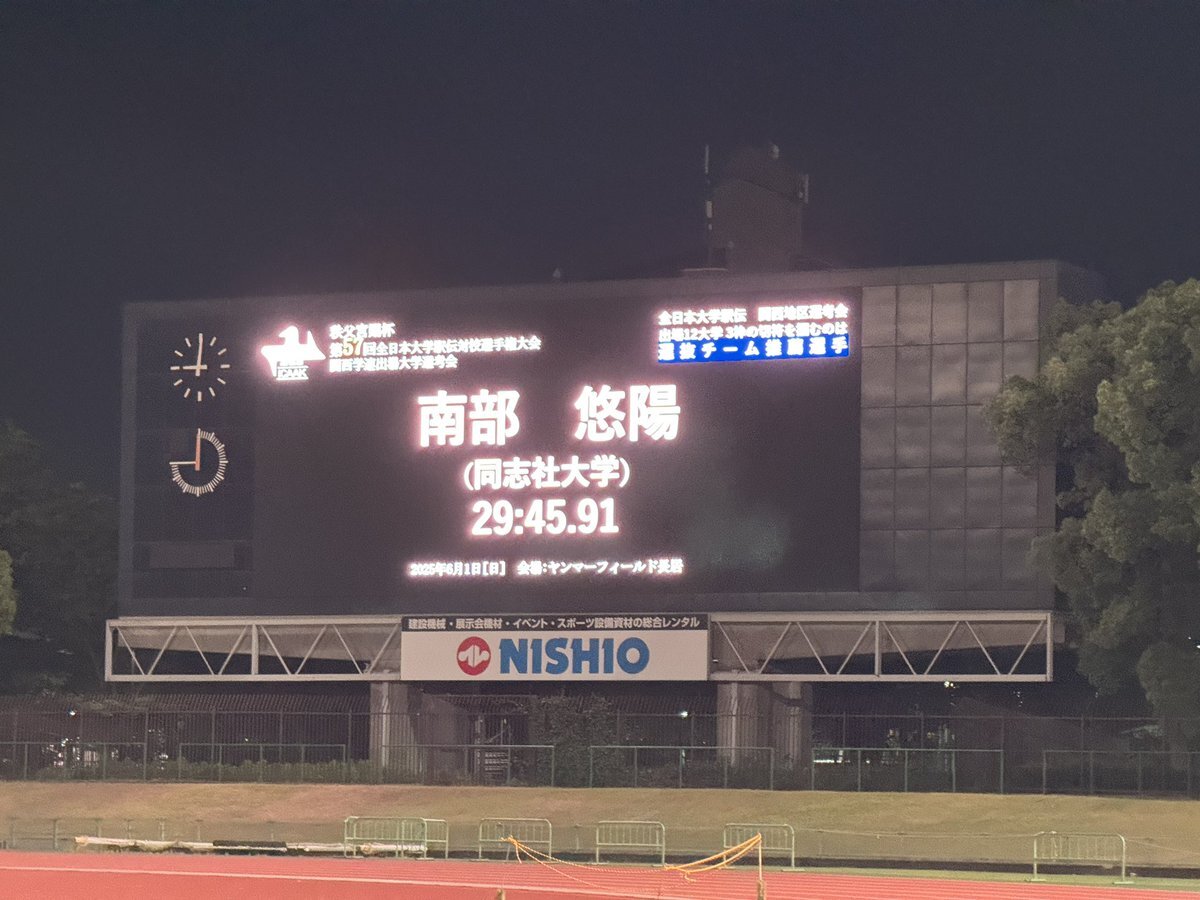 秩父宮賜杯
第57回全日本大学駅伝対校選手権大会
関西学連出場大学選考会
JCAAK
全日本大学駅伝 関西地区選考会
出場12大学 3枠の切符を掴むのは
選抜チーム推薦選手
南部 悠陽
(同志社大学)
29:45.91
2025年6月1日[日] 会場:ヤンマーフィールド長居
建設機械・展示会機材・イベント・スポーツ設備資材の総合レンタル
NISHIO